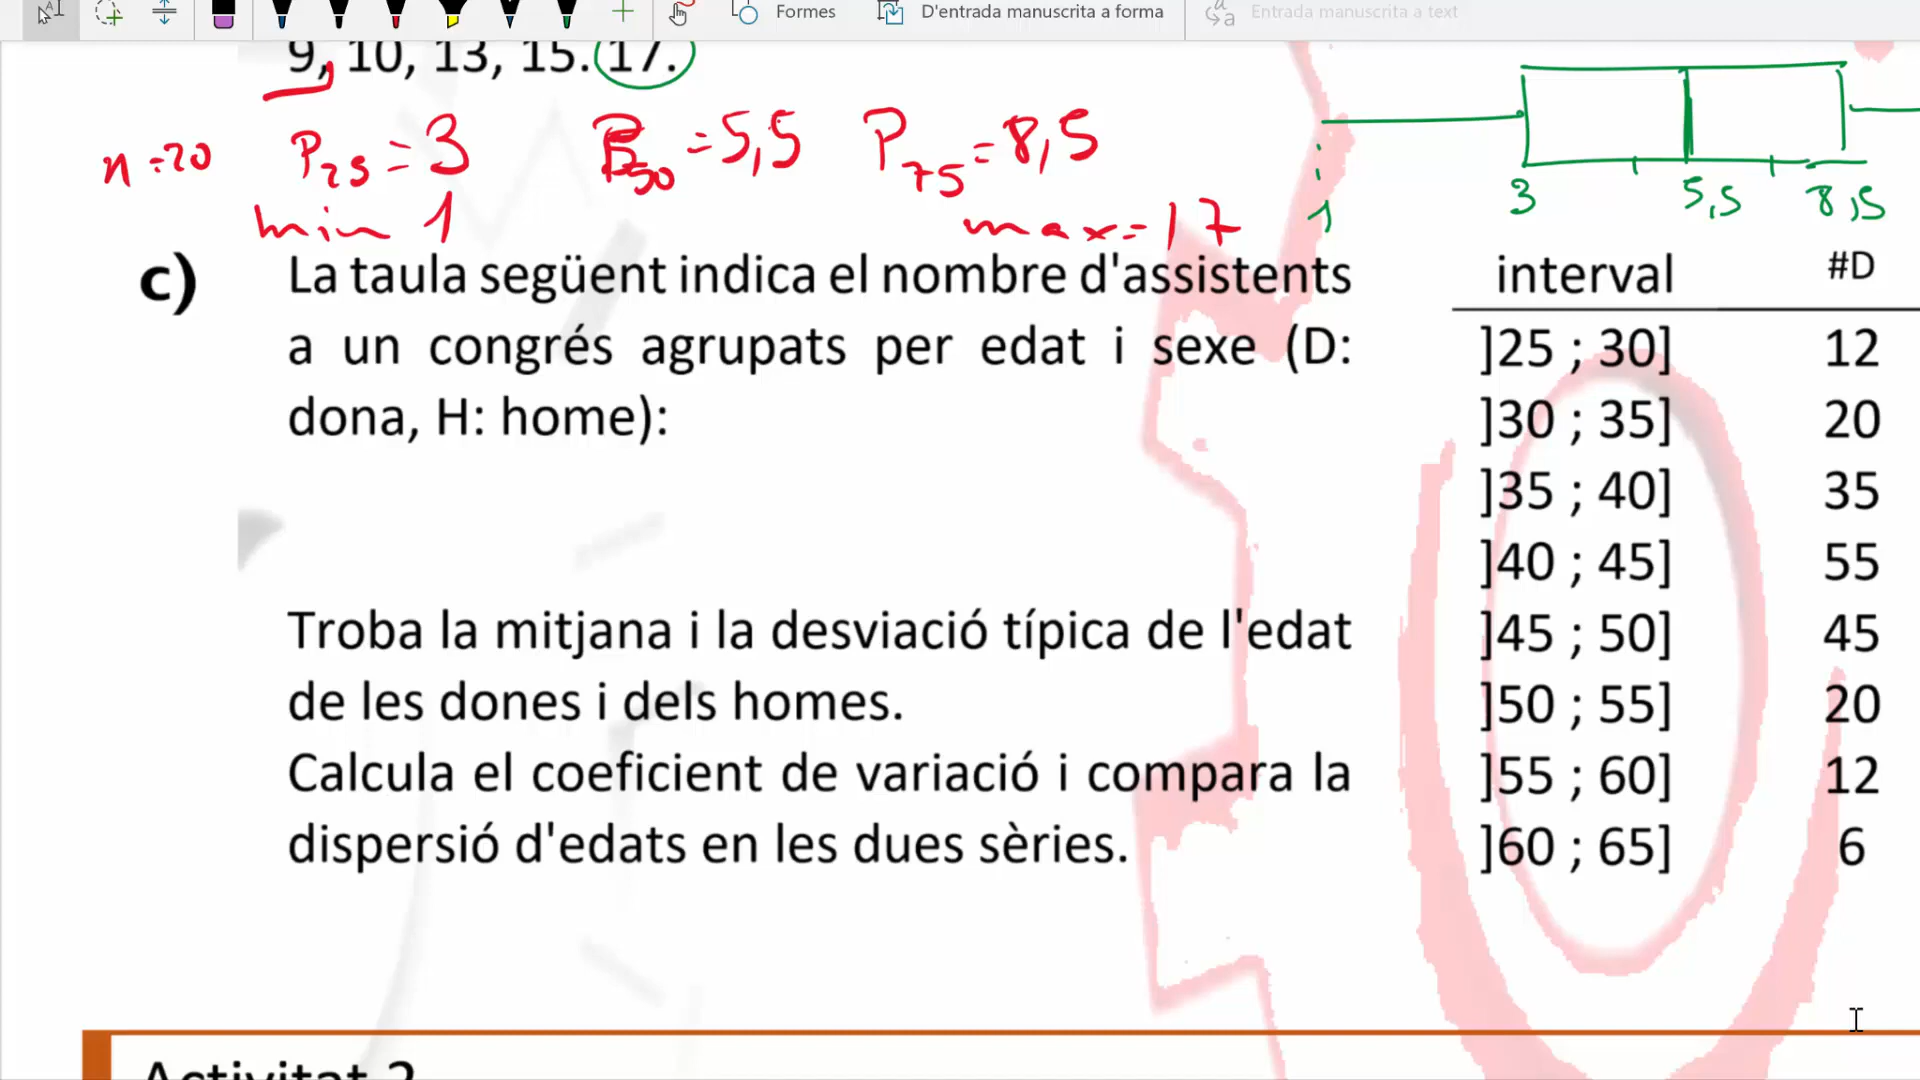 Formes D'entrada manuscrita a forma Entrada manuscrita a text
9, 10, 13, 15. 17.
n=20 P25 = 3 P50 = 5,5 P75 = 8,5
min 1 max=17
1 3 5,5 8,5
c) La taula següent indica el nombre d'assistents
a un congrés agrupats per edat i sexe (D:
dona, H: home):
Troba la mitjana i la desviació típica de l'edat
de les dones i dels homes.
Calcula el coeficient de variació i compara la
dispersió d'edats en les dues sèries.
interval #D
]25 ; 30] 12
]30 ; 35] 20
]35 ; 40] 35
]40 ; 45] 55
]45 ; 50] 45
]50 ; 55] 20
]55 ; 60] 12
]60 ; 65] 6
Activitat 2